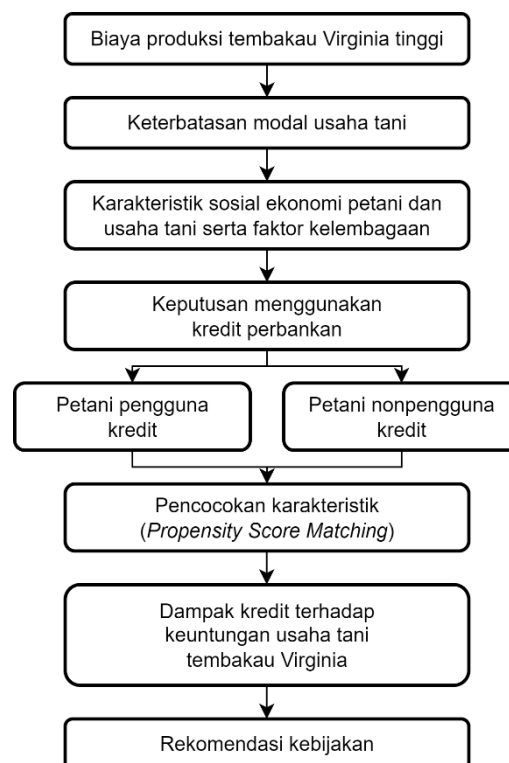 Biaya produksi tembakau Virginia tinggi
Keterbatasan modal usaha tani
Karakteristik sosial ekonomi petani dan
usaha tani serta faktor kelembagaan
Keputusan menggunakan
kredit perbankan
Petani pengguna
kredit
Petani nonpengguna
kredit
Pencocokan karakteristik
(Propensity Score Matching)
Dampak kredit terhadap
keuntungan usaha tani
tembakau Virginia
Rekomendasi kebijakan